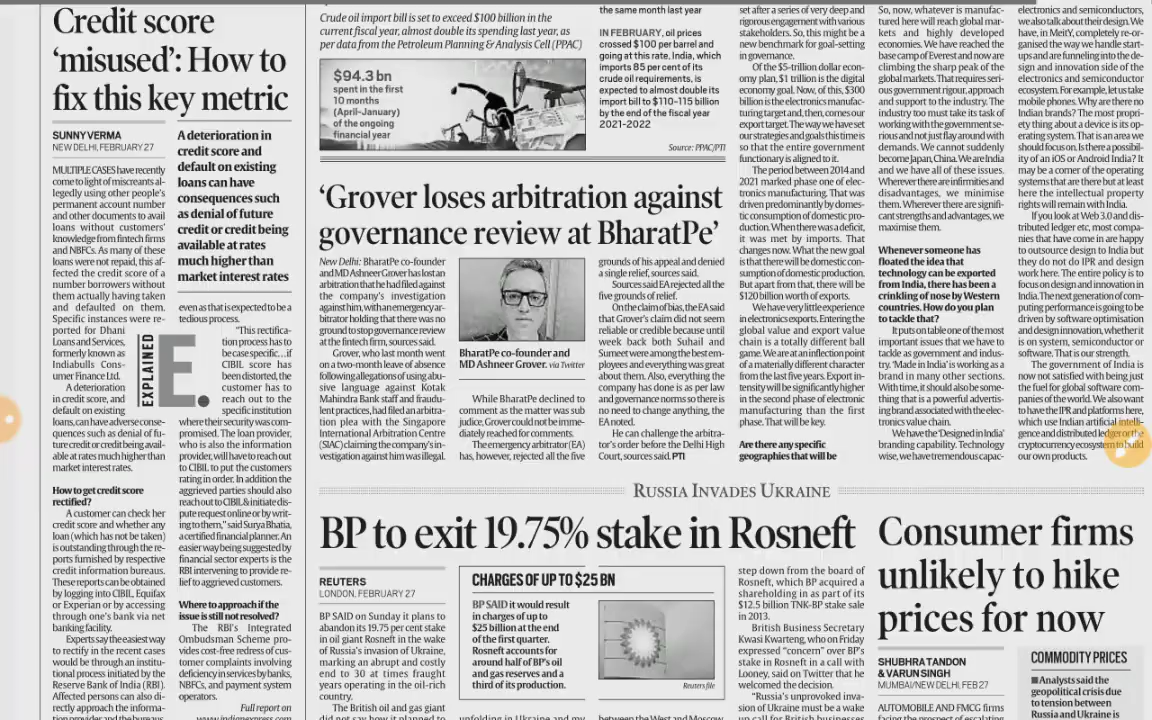 Credit score
‘misused’: How to
fix this key metric
SUNNY VERMA
NEW DELHI, FEBRUARY 27
MULTIPLE CASES have recently
come to light of miscreants al-
legedly using other people's
permanent account number
and other documents to avail
loans without customers'
knowledge from fintech firms
and NBFCs. As many of these
loans were not repaid, this af-
fected the credit score of a
number borrowers without
them actually having taken
and defaulted on them.
Specific instances were re-
ported for Dhani
Loans and Services,
formerly known as
Indiabulls Cons-
umer Finance Ltd.
A deterioration
in credit score, and
default on existing
loans, can have adverse conse-
quences such as denial of fu-
ture credit or credit being avail-
able at rates much higher than
market interest rates.
How to get credit score
rectified?
A customer can check her
credit score and whether any
loan (which has not be taken)
is outstanding through the re-
ports furnished by respective
credit information bureaus.
These reports can be obtained
by logging into CIBIL, Equifax
or Experian or by accessing
through one's bank via net
banking facility.
Experts say the easiest way
to rectify in the recent cases
would be through an institu-
tional process initiated by the
Reserve Bank of India (RBI).
Affected persons can also di-
rectly approach the informa-
tion provider and the bureaus
A deterioration in
credit score and
default on existing
loans can have
consequences such
as denial of future
credit or credit being
available at rates
much higher than
market interest rates
even as that is expected to be a
tedious process.
EXPLAINED
E.
"This rectifica-
tion process has to
be case specific...if
CIBIL score has
been distorted, the
customer has to
reach out to the
specific institution
where their security was com-
promised. The loan provider,
who is also the information
provider, will have to reach out
to CIBIL to put the customers
rating in order. In addition the
aggrieved parties should also
reach out to CIBIL & initiate dis-
pute request online or by writ-
ing to them," said Surya Bhatia,
a certified financial planner. An
easier way being suggested by
financial sector experts is the
RBI intervening to provide re-
lief to aggrieved customers.
Where to approach if the
issue is still not resolved?
The RBI's Integrated
Ombudsman Scheme pro-
vides cost-free redress of cus-
tomer complaints involving
deficiency in services by banks,
NBFCs, and payment system
operators.
Full report on
www.indianexpress.com
Crude oil import bill is set to exceed $100 billion in the
current fiscal year, almost double its spending last year, as
per data from the Petroleum Planning & Analysis Cell (PPAC)
$94.3 bn
spent in the first
10 months
(April-January)
of the ongoing
financial year
the same month last year
IN FEBRUARY, oil prices
crossed $100 per barrel and
going at this rate, India, which
imports 85 per cent of its
crude oil requirements, is
expected to almost double its
import bill to $110-115 billion
by the end of the fiscal year
2021-2022
Source: PPAC/PTI
‘Grover loses arbitration against
governance review at BharatPe’
New Delhi: BharatPe co-founder
and MD Ashneer Grover has lost an
arbitration that he had filed against
the company's investigation
against him, with an emergency ar-
bitrator holding that there was no
ground to stop governance review
at the fintech firm, sources said.
Grover, who last month went
on a two-month leave of absence
following allegations of using abu-
sive language against Kotak
Mahindra Bank staff and fraudu-
lent practices, had filed an arbitra-
tion plea with the Singapore
International Arbitration Centre
(SIAC) claiming the company's in-
vestigation against him was illegal.
BharatPe co-founder and
MD Ashneer Grover. via Twitter
While BharatPe declined to
comment as the matter was sub
judice, Grover could not be imme-
diately reached for comments.
The emergency arbitrator (EA)
has, however, rejected all the five
grounds of his appeal and denied
a single relief, sources said.
Sources said EA rejected all the
five grounds of relief.
On the claim of bias, the EA said
that Grover's claim did not seem
reliable or credible because until
week back both Suhail and
Sumeet were among the best em-
ployees and everything was great
about them. Also, everything the
company has done is as per law
and governance norms so there is
no need to change anything, the
EA noted.
He can challenge the arbitra-
tor's order before the Delhi High
Court, sources said. PTI
set after a series of very deep and
rigorous engagement with various
stakeholders. So, this might be a
new benchmark for goal-setting
in governance.
Of the $5-trillion dollar econ-
omy plan, $1 trillion is the digital
economy goal. Now, of this, $300
billion is the electronics manufac-
turing target and, then, comes our
export target. The way we have set
our strategies and goals this time is
so that the entire government
functionary is aligned to it.
The period between 2014 and
2021 marked phase one of elec-
tronics manufacturing. That was
driven predominantly by domes-
tic consumption of domestic pro-
duction. When there was a deficit,
it was met by imports. That
changes now. What the new goal
is that there will be domestic con-
sumption of domestic production.
But apart from that, there will be
$120 billion worth of exports.
We have very little experience
in electronics exports. Entering the
global value and export value
chain is a totally different ball
game. We are at an inflection point
of a materially different character
from the last five years. Export in-
tensity will be significantly higher
in the second phase of electronic
manufacturing than the first
phase. That will be key.
Are there any specific
geographies that will be
So, now, whatever is manufac-
tured here will reach global mar-
kets and highly developed
economies. We have reached the
base camp of Everest and now are
climbing the sharp peak of the
global markets. That requires seri-
ous government rigour, approach
and support to the industry. The
industry too must take its task of
working with the government se-
rious and not just flay around with
demands. We cannot suddenly
become Japan, China. We are India
and we have all of these issues.
Wherever there are infirmities and
disadvantages, we minimise
them. Wherever there are signifi-
cant strengths and advantages, we
maximise them.
Whenever someone has
floated the idea that
technology can be exported
from India, there has been a
crinkling of nose by Western
countries. How do you plan
to tackle that?
It puts on table one of the most
important issues that we have to
tackle as government and indus-
try. 'Made in India' is working as a
brand in many other sections.
With time, it should also be some-
thing that is a powerful advertis-
ing brand associated with the elec-
tronics value chain.
We have the 'Designed in India'
branding capability. Technology
wise, we have tremendous capac-
electronics and semiconductors,
we also talk about their design. We
have, in MeitY, completely re-or-
ganised the way we handle start-
ups and are funneling into the de-
sign and innovation side of the
electronics and semiconductor
ecosystem. For example, let us take
mobile phones. Why are there no
Indian brands? The most propri-
ety thing about a device is its op-
erating system. That is an area we
should focus on. Is there a possibil-
ity of an iOS or Android India? It
may be a corner of the operating
systems that are there but at least
here the intellectual property
rights will remain with India.
If you look at Web 3.0 and dis-
tributed ledger etc, most compa-
nies that have come in are happy
to outsource design to India but
they do not do IPR and design
work here. The entire policy is to
focus on design and innovation in
India. The next generation of com-
puting performance is going to be
driven by software optimisation
and design innovation, whether it
is on system, semiconductor or
software. That is our strength.
The government of India is
now not satisfied with being just
the fuel for global software com-
panies of the world. We also want
to have the IPR and platforms here,
which use Indian artificial intelli-
gence and distributed ledger or the
cryptocurrency ecosystem to build
our own products.
RUSSIA INVADES UKRAINE
BP to exit 19.75% stake in Rosneft
REUTERS
LONDON, FEBRUARY 27
BP SAID on Sunday it plans to
abandon its 19.75 per cent stake
in oil giant Rosneft in the wake
of Russia's invasion of Ukraine,
marking an abrupt and costly
end to 30 at times fraught
years operating in the oil-rich
country.
The British oil and gas giant
did not say how it planned to
CHARGES OF UP TO $25 BN
BP SAID it would result
in charges of up to
$25 billion at the end
of the first quarter.
Rosneft accounts for
around half of BP's oil
and gas reserves and a
third of its production.
Reuters file
unfolding in Ukraine and my
between the West and Moscow
step down from the board of
Rosneft, which BP acquired a
shareholding in as part of its
$12.5 billion TNK-BP stake sale
in 2013.
British Business Secretary
Kwasi Kwarteng, who on Friday
expressed "concern" over BP's
stake in Rosneft in a call with
Looney, said on Twitter that he
welcomed the decision.
"Russia's unprovoked inva-
sion of Ukraine must be a wake
up call for British businesses
Consumer firms
unlikely to hike
prices for now
SHUBHRA TANDON
& VARUN SINGH
MUMBAI/NEW DELHI, FEB 27
AUTOMOBILE AND FMCG firms
facing the prospect of escalating
COMMODITY PRICES
■ Analysts said the
geopolitical crisis due
to tension between
Russia and Ukraine is